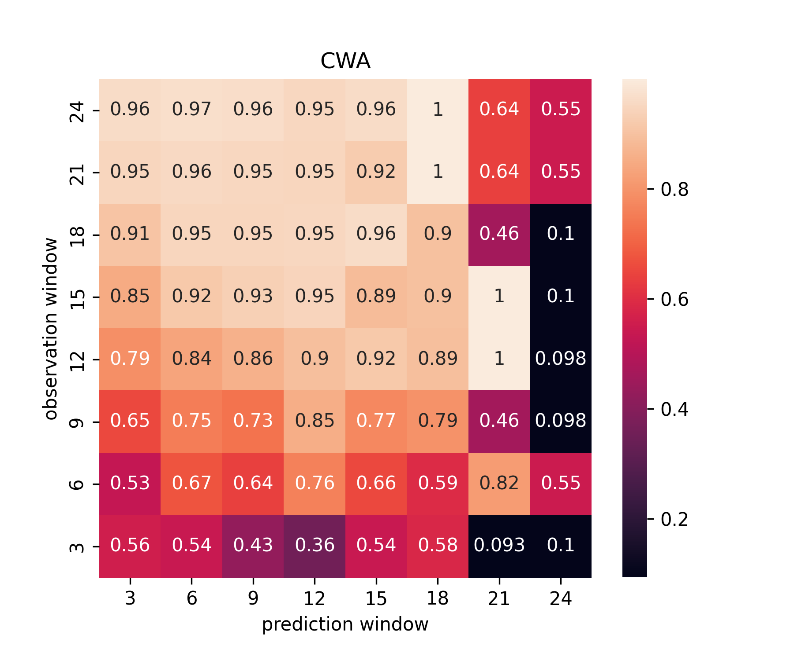 CWA
24 0.96 0.97 0.96 0.95 0.96 1 0.64 0.55
21 0.95 0.96 0.95 0.95 0.92 1 0.64 0.55
18 0.91 0.95 0.95 0.95 0.96 0.9 0.46 0.1
15 0.85 0.92 0.93 0.95 0.89 0.9 1 0.1
12 0.79 0.84 0.86 0.9 0.92 0.89 1 0.098
9 0.65 0.75 0.73 0.85 0.77 0.79 0.46 0.098
6 0.53 0.67 0.64 0.76 0.66 0.59 0.82 0.55
3 0.56 0.54 0.43 0.36 0.54 0.58 0.093 0.1
3 6 9 12 15 18 21 24
prediction window
observation window
0.8
0.6
0.4
0.2